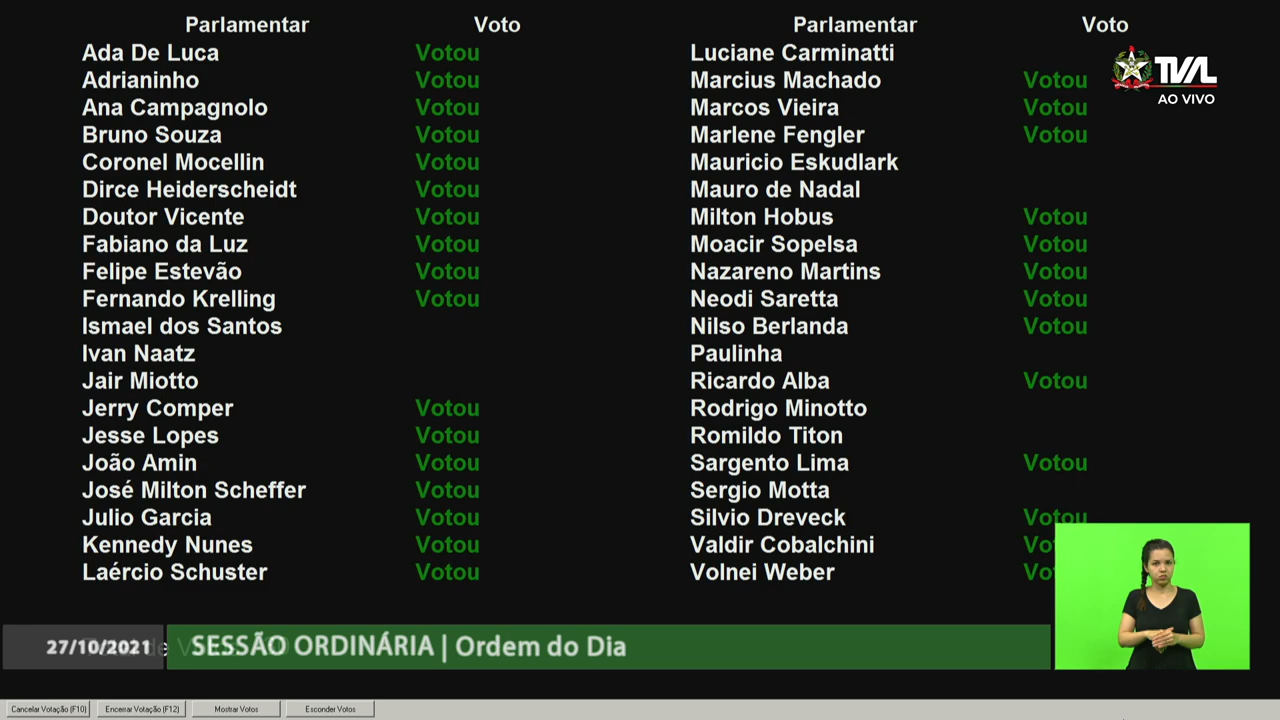 Parlamentar Voto
Ada De Luca Votou
Adrianinho Votou
Ana Campagnolo Votou
Bruno Souza Votou
Coronel Mocellin Votou
Dirce Heiderscheidt Votou
Doutor Vicente Votou
Fabiano da Luz Votou
Felipe Estevão Votou
Fernando Krelling Votou
Ismael dos Santos
Ivan Naatz
Jair Miotto
Jerry Comper Votou
Jesse Lopes Votou
João Amin Votou
José Milton Scheffer Votou
Julio Garcia Votou
Kennedy Nunes Votou
Laércio Schuster Votou
Parlamentar Voto
Luciane Carminatti
Marcius Machado Votou
Marcos Vieira Votou
Marlene Fengler Votou
Mauricio Eskudlark
Mauro de Nadal
Milton Hobus Votou
Moacir Sopelsa Votou
Nazareno Martins Votou
Neodi Saretta Votou
Nilso Berlanda Votou
Paulinha
Ricardo Alba Votou
Rodrigo Minotto
Romildo Titon
Sargento Lima Votou
Sergio Motta
Silvio Dreveck Votou
Valdir Cobalchini
Volnei Weber
TVAL
AO VIVO
27/10/2021 SESSÃO ORDINÁRIA | Ordem do Dia
Cancelar Votação (F10) Encerrar Votação (F12) Mostrar Votos Esconder Votos